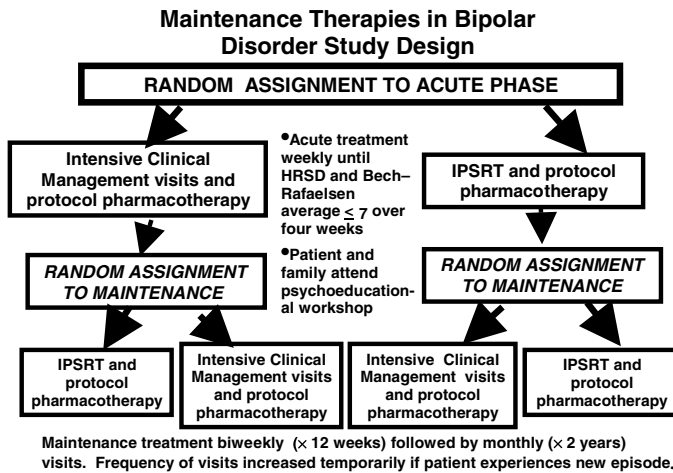 Maintenance Therapies in Bipolar
Disorder Study Design
RANDOM ASSIGNMENT TO ACUTE PHASE
Intensive Clinical
Management visits and
protocol pharmacotherapy
•Acute treatment
weekly until
HRSD and Bech–
Rafaelsen
average ≤ 7 over
four weeks
•Patient and
family attend
psychoeducation-
al workshop
IPSRT and protocol
pharmacotherapy
RANDOM ASSIGNMENT
TO MAINTENANCE
RANDOM ASSIGNMENT
TO MAINTENANCE
IPSRT and
protocol
pharmacotherapy
Intensive Clinical
Management visits
and protocol
pharmacotherapy
Intensive Clinical
Management visits
and protocol
pharmacotherapy
IPSRT and
protocol
pharmacotherapy
Maintenance treatment biweekly (× 12 weeks) followed by monthly (× 2 years)
visits. Frequency of visits increased temporarily if patient experiences new episode.